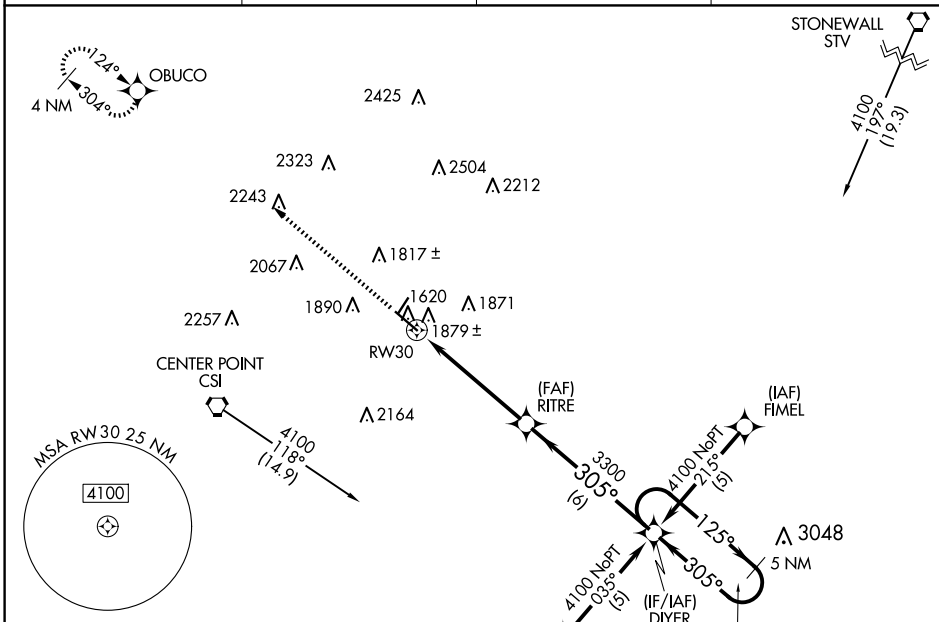 STONEWALL
STV
4100
197°
(19.3)
124°
OBUCO
304°
4 NM
2425
2323
2504
2212
2243
1817 ±
2067
1890
1620
1871
1879 ±
2257
RW30
CENTER POINT
CSI
4100
118°
(14.9)
2164
(FAF)
RITRE
(IAF)
FIMEL
MSA RW30 25 NM
4100
3300
305°
(6)
4100 NoPT
215°
(5)
125°
3048
5 NM
305°
4100 NoPT
035°
(5)
(IF/IAF)
DIYER